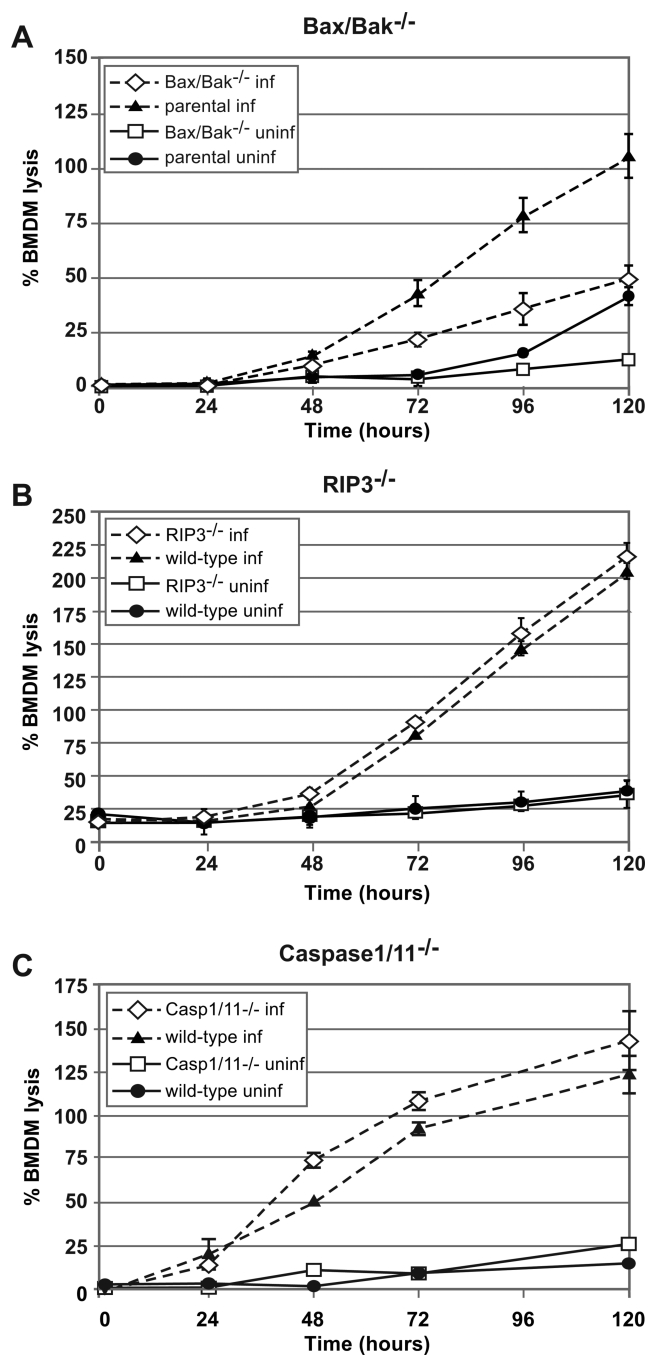 A
Bax/Bak-/-
150
125
100
75
50
25
0
% BMDM lysis
Bax/Bak-/- inf
parental inf
Bax/Bak-/- uninf
parental uninf
0 24 48 72 96 120
Time (hours)
B
RIP3-/-
250
225
200
175
150
125
100
75
50
25
0
% BMDM lysis
RIP3-/- inf
wild-type inf
RIP3-/- uninf
wild-type uninf
0 24 48 72 96 120
Time (hours)
C
Caspase1/11-/-
175
150
125
100
75
50
25
0
% BMDM lysis
Casp1/11-/- inf
wild-type inf
Casp1/11-/- uninf
wild-type uninf
0 24 48 72 96 120
Time (hours)